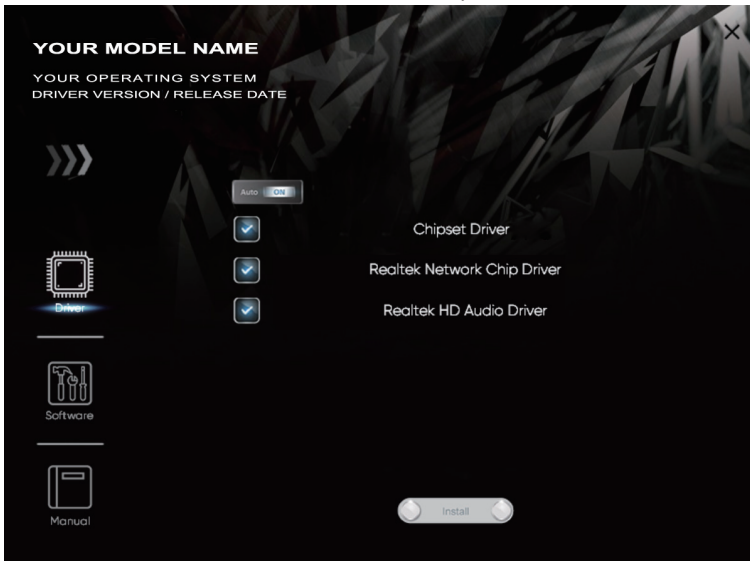 YOUR MODEL NAME
YOUR OPERATING SYSTEM
DRIVER VERSION / RELEASE DATE
Auto ON
Chipset Driver
Realtek Network Chip Driver
Realtek HD Audio Driver
Driver
Software
Manual
Install